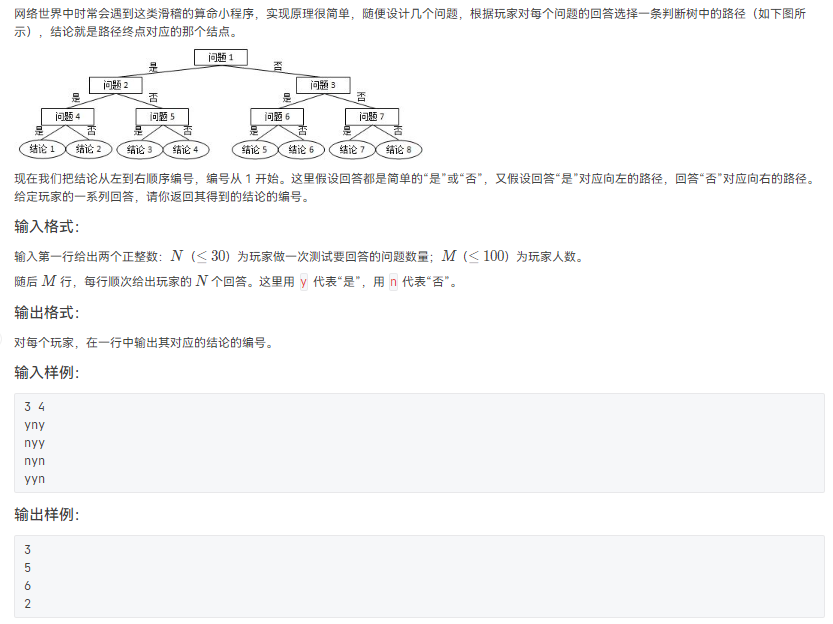 网络世界中时常会遇到这类滑稽的算命小程序，实现原理很简单，随便设计几个问题，根据玩家对每个问题的回答选择一条判断树中的路径（如下图所
示），结论就是路径终点对应的那个结点。
问题 1
是 否
问题 2 问题 3
是 否 是 否
问题 4 问题 5 问题 6 问题 7
是 否 是 否 是 否 是 否
结论 1 结论 2 结论 3 结论 4 结论 5 结论 6 结论 7 结论 8
现在我们把结论从左到右顺序编号，编号从 1 开始。这里假设回答都是简单的“是”或“否”，又假设回答“是”对应向左的路径，回答“否”对应向右的路径。
给定玩家的一系列回答，请你返回其得到的结论的编号。
输入格式：
输入第一行给出两个正整数：N（≤ 30）为玩家做一次测试要回答的问题数量；M（≤ 100）为玩家人数。
随后 M 行，每行顺次给出玩家的 N 个回答。这里用 y 代表“是”，用 n 代表“否”。
输出格式：
对每个玩家，在一行中输出其对应的结论的编号。
输入样例：
3 4
yny
nyy
nyn
yyn
输出样例：
3
5
6
2